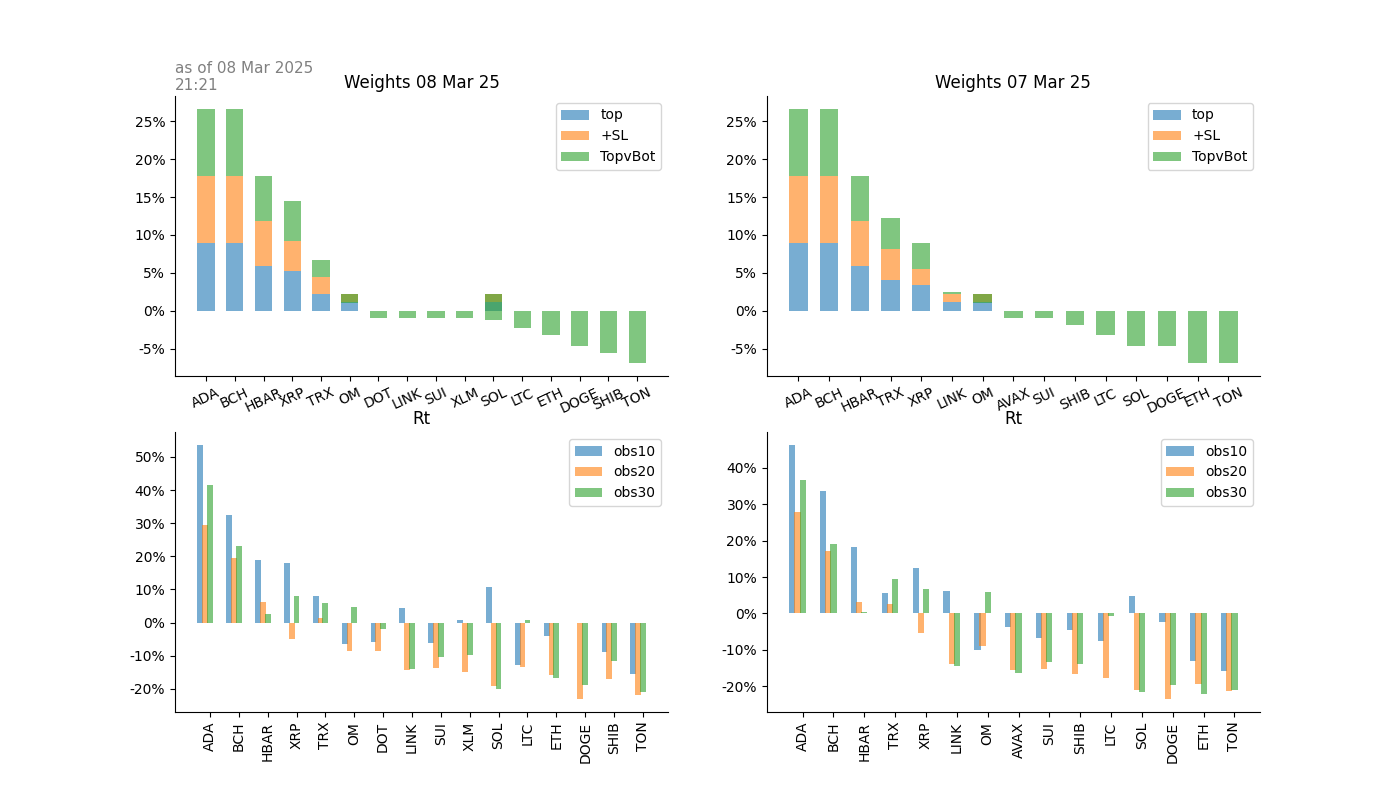 as of 08 Mar 2025
21:21
Weights 08 Mar 25
25%
20%
15%
10%
5%
0%
-5%
top
+SL
TopvBot
ADA BCH HBAR XRP TRX OM DOT LINK SUI XLM SOL LTC ETH DOGE SHIB TON
Weights 07 Mar 25
25%
20%
15%
10%
5%
0%
-5%
top
+SL
TopvBot
ADA BCH HBAR TRX XRP LINK OM AVAX SUI SHIB LTC SOL DOGE ETH TON
Rt
50%
40%
30%
20%
10%
0%
-10%
-20%
obs10
obs20
obs30
ADA BCH HBAR XRP TRX OM DOT LINK SUI XLM SOL LTC ETH DOGE SHIB TON
Rt
40%
30%
20%
10%
0%
-10%
-20%
obs10
obs20
obs30
ADA BCH HBAR TRX XRP LINK OM AVAX SUI SHIB LTC SOL DOGE ETH TON